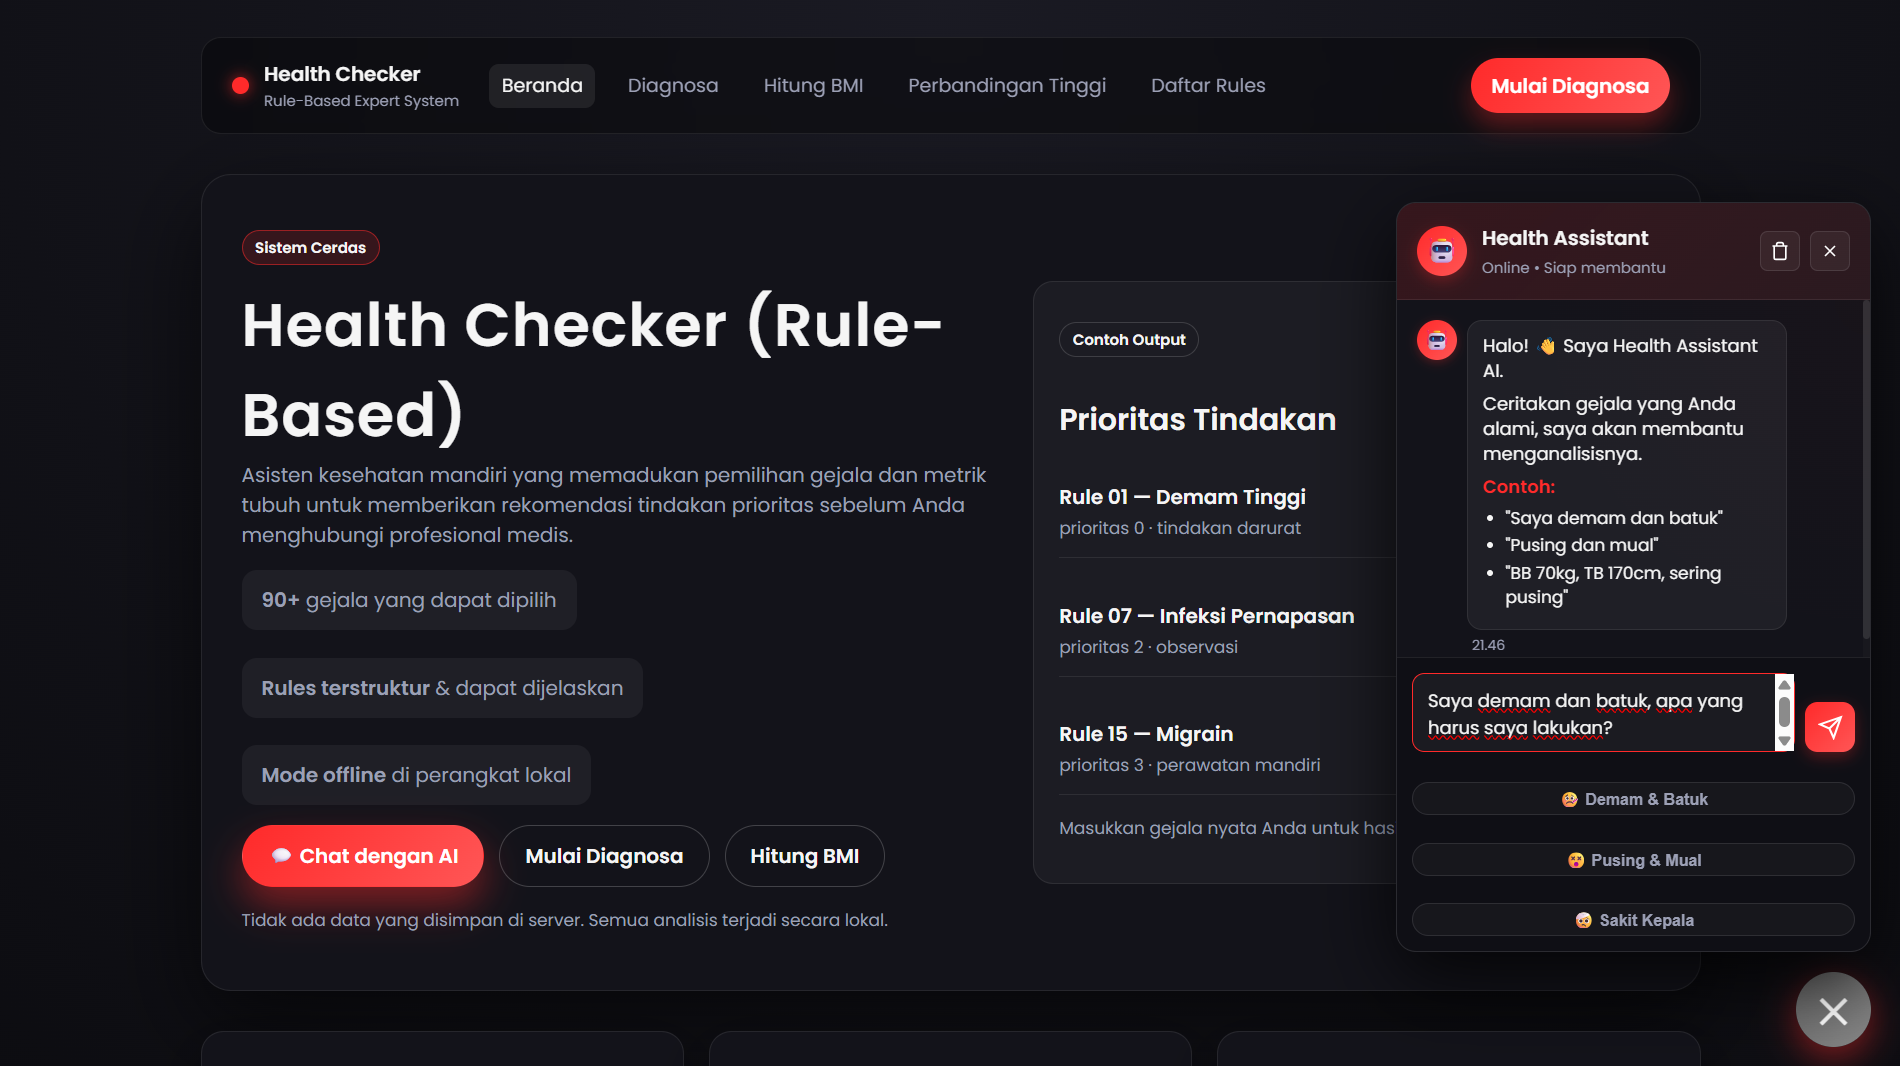 Health Checker
Rule-Based Expert System
Beranda
Diagnosa
Hitung BMI
Perbandingan Tinggi
Daftar Rules
Mulai Diagnosa
Sistem Cerdas
Health Checker (Rule-
Based)
Asisten kesehatan mandiri yang memadukan pemilihan gejala dan metrik
tubuh untuk memberikan rekomendasi tindakan prioritas sebelum Anda
menghubungi profesional medis.
90+ gejala yang dapat dipilih
Rules terstruktur & dapat dijelaskan
Mode offline di perangkat lokal
💬 Chat dengan AI
Mulai Diagnosa
Hitung BMI
Tidak ada data yang disimpan di server. Semua analisis terjadi secara lokal.
Contoh Output
Prioritas Tindakan
Rule 01 — Demam Tinggi
prioritas 0 · tindakan darurat
Rule 07 — Infeksi Pernapasan
prioritas 2 · observasi
Rule 15 — Migrain
prioritas 3 · perawatan mandiri
Masukkan gejala nyata Anda untuk has
Health Assistant
Online • Siap membantu
Halo! 👋 Saya Health Assistant
AI.
Ceritakan gejala yang Anda
alami, saya akan membantu
menganalisisnya.
Contoh:
• "Saya demam dan batuk"
• "Pusing dan mual"
• "BB 70kg, TB 170cm, sering
pusing"
21.46
Saya demam dan batuk, apa yang
harus saya lakukan?
🤒 Demam & Batuk
😵 Pusing & Mual
🤕 Sakit Kepala